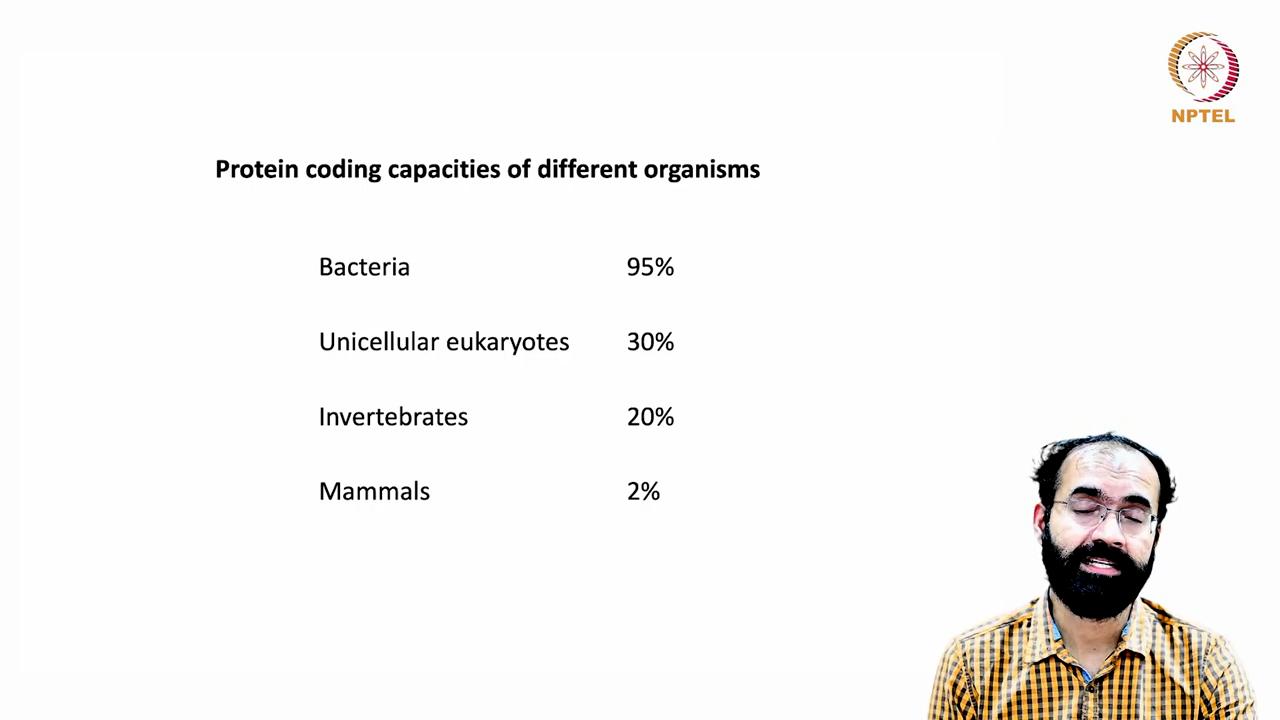 NPTEL
Protein coding capacities of different organisms
Bacteria 95%
Unicellular eukaryotes 30%
Invertebrates 20%
Mammals 2%